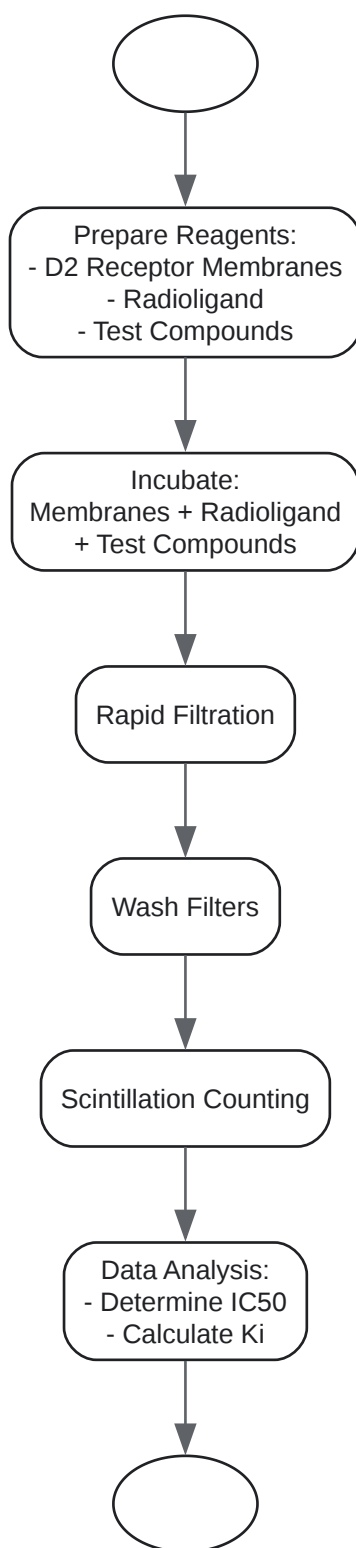 Prepare Reagents:
- D2 Receptor Membranes
- Radioligand
- Test Compounds
Incubate:
Membranes + Radioligand
+ Test Compounds
Rapid Filtration
Wash Filters
Scintillation Counting
Data Analysis:
- Determine IC50
- Calculate Ki